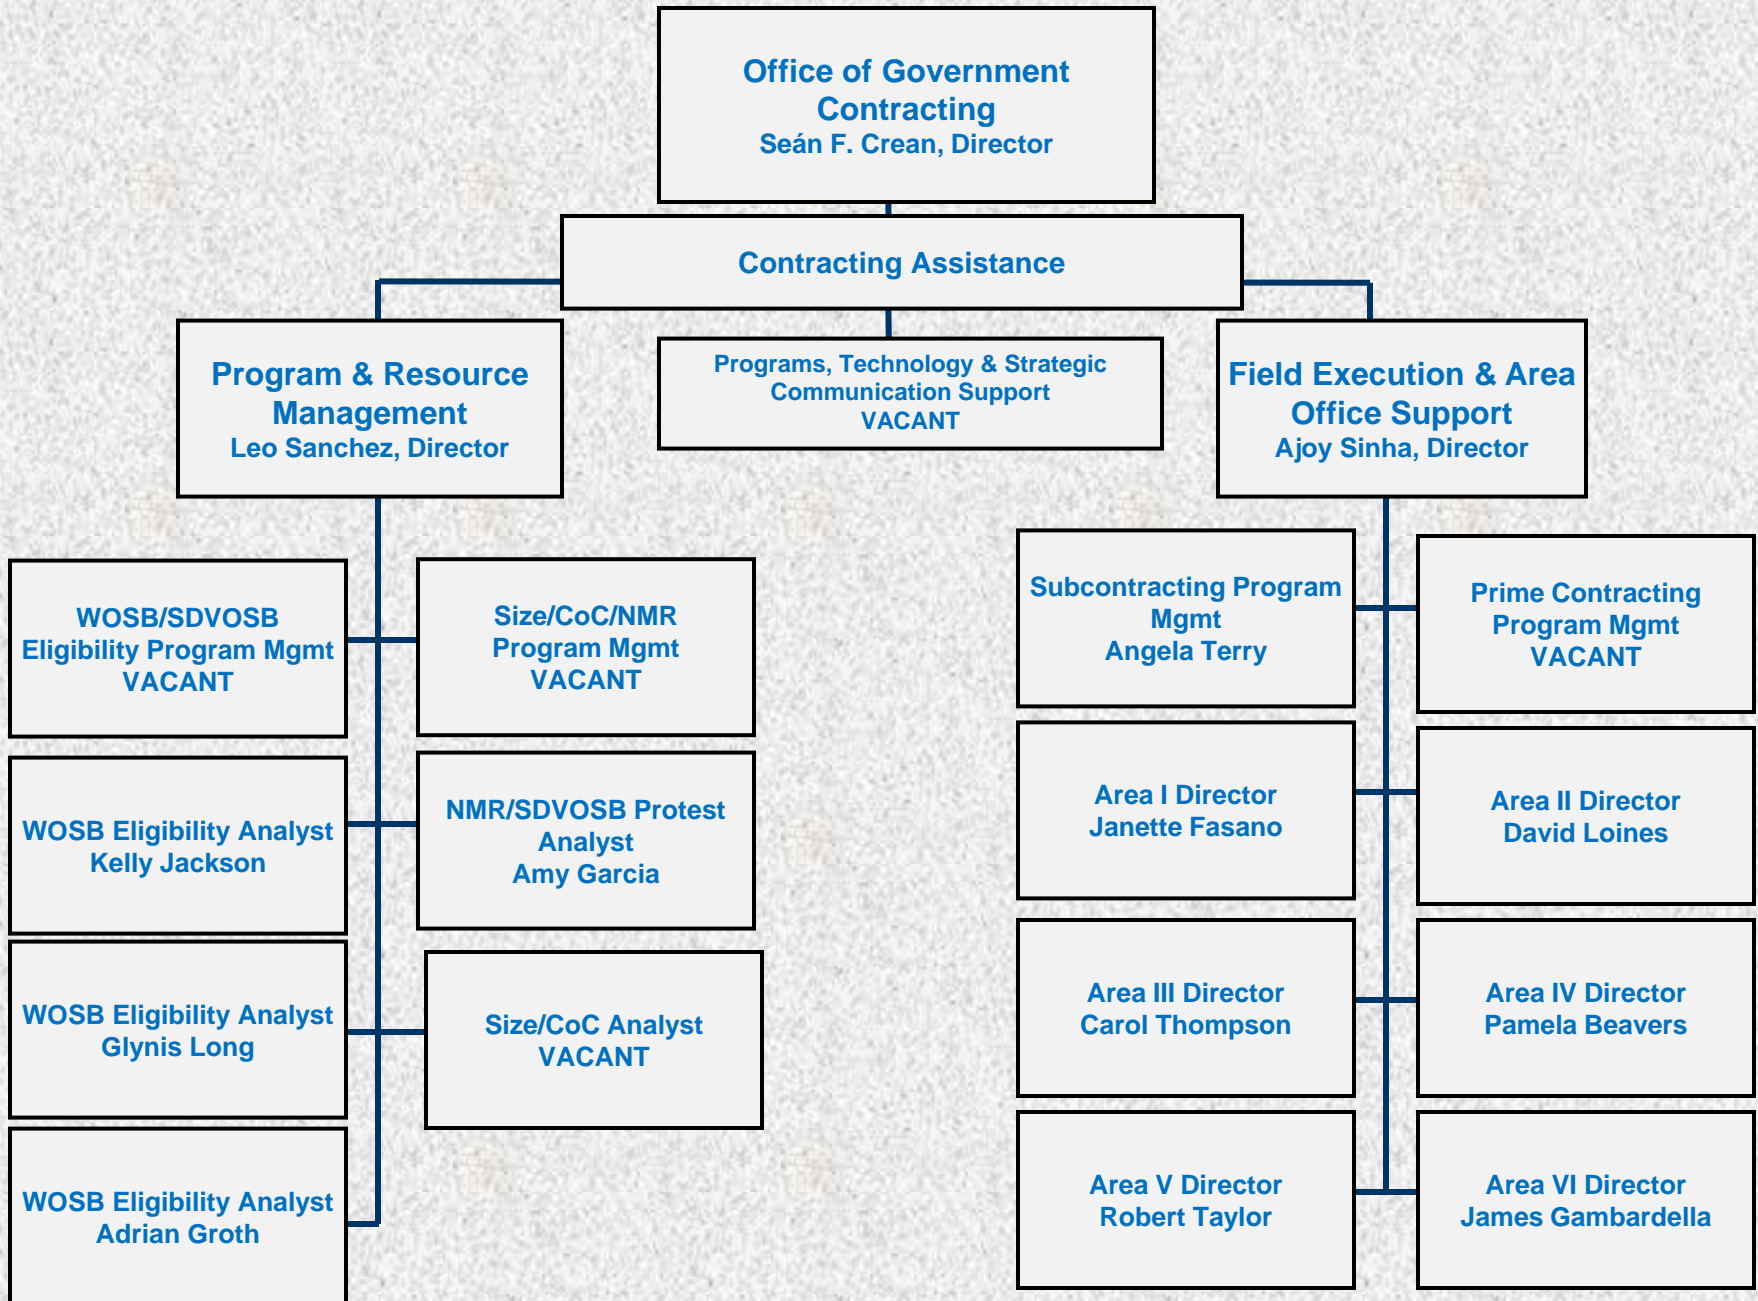 Office of Government
Contracting
Seán F. Crean, Director
Contracting Assistance
Program & Resource
Management
Leo Sanchez, Director
Programs, Technology & Strategic
Communication Support
VACANT
Field Execution & Area
Office Support
Ajoy Sinha, Director
WOSB/SDVOSB
Eligibility Program Mgmt
VACANT
Size/CoC/NMR
Program Mgmt
VACANT
WOSB Eligibility Analyst
Kelly Jackson
NMR/SDVOSB Protest
Analyst
Amy Garcia
WOSB Eligibility Analyst
Glynis Long
Size/CoC Analyst
VACANT
WOSB Eligibility Analyst
Adrian Groth
Subcontracting Program
Mgmt
Angela Terry
Prime Contracting
Program Mgmt
VACANT
Area I Director
Janette Fasano
Area II Director
David Loines
Area III Director
Carol Thompson
Area IV Director
Pamela Beavers
Area V Director
Robert Taylor
Area VI Director
James Gambardella